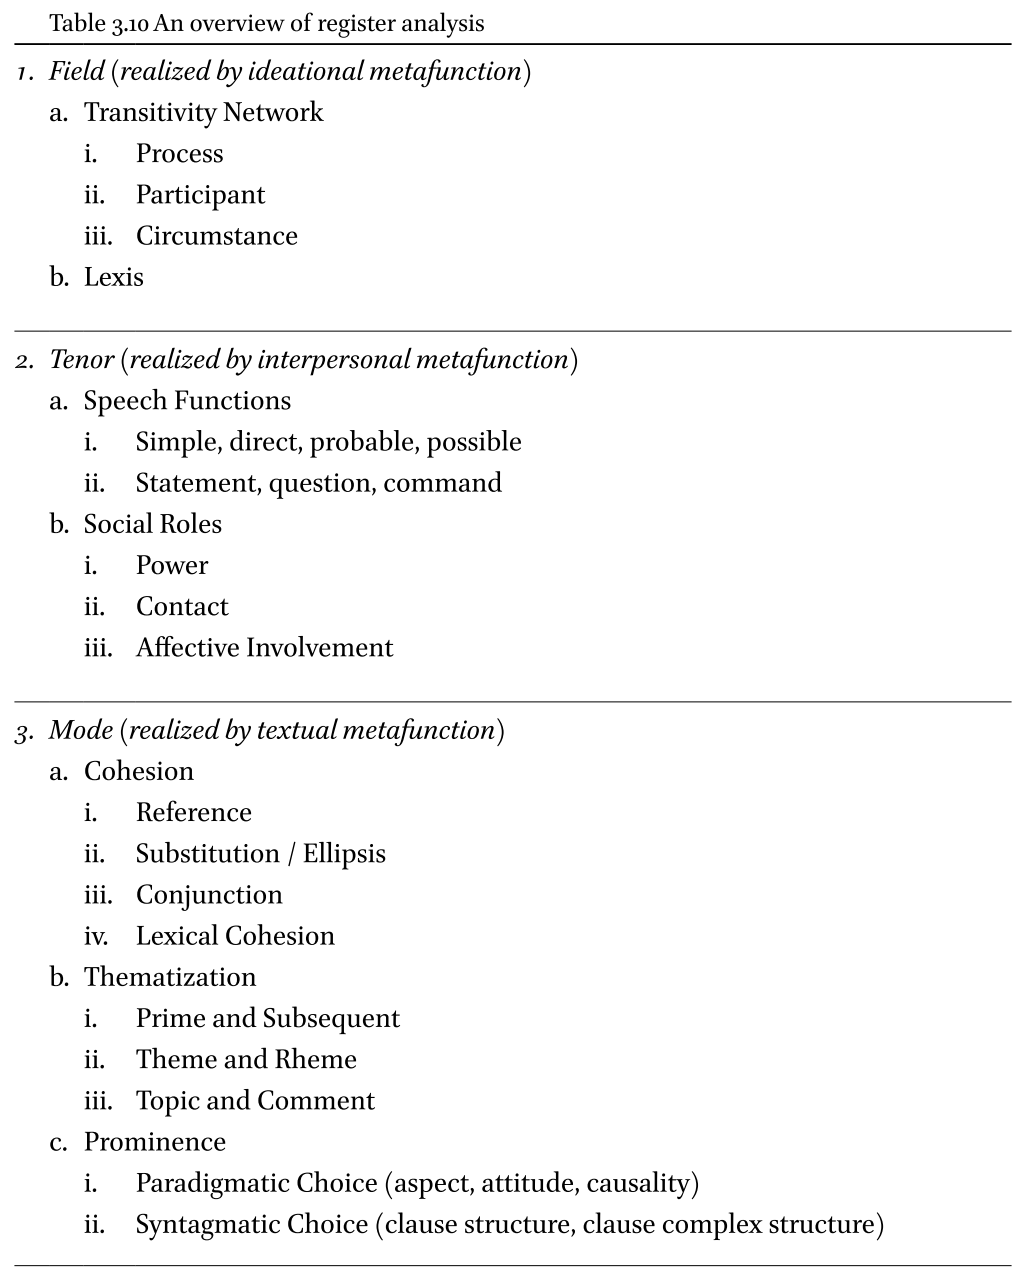 Table 3.10 An overview of register analysis
1. Field (realized by ideational metafunction)
a. Transitivity Network
i. Process
ii. Participant
iii. Circumstance
b. Lexis
2. Tenor (realized by interpersonal metafunction)
a. Speech Functions
i. Simple, direct, probable, possible
ii. Statement, question, command
b. Social Roles
i. Power
ii. Contact
iii. Affective Involvement
3. Mode (realized by textual metafunction)
a. Cohesion
i. Reference
ii. Substitution / Ellipsis
iii. Conjunction
iv. Lexical Cohesion
b. Thematization
i. Prime and Subsequent
ii. Theme and Rheme
iii. Topic and Comment
c. Prominence
i. Paradigmatic Choice (aspect, attitude, causality)
ii. Syntagmatic Choice (clause structure, clause complex structure)